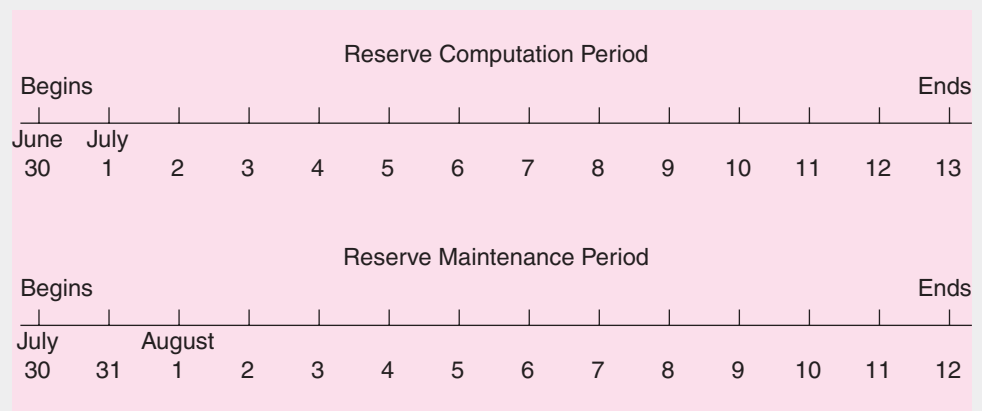 Reserve Computation Period
Begins Ends
June July
30 1 2 3 4 5 6 7 8 9 10 11 12 13
Reserve Maintenance Period
Begins Ends
July August
30 31 1 2 3 4 5 6 7 8 9 10 11 12